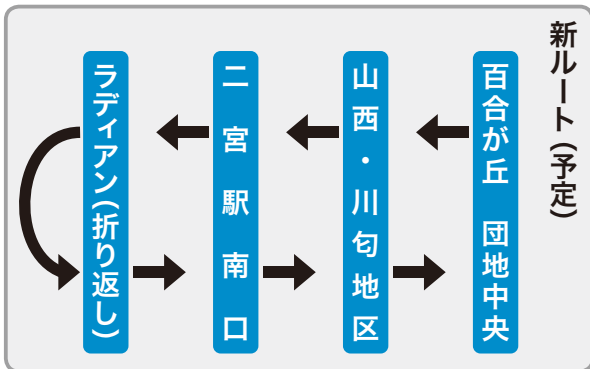 新ルート(予定)
百合が丘　団地中央
山西・川匂地区
二宮駅南口
ラディアン(折り返し)